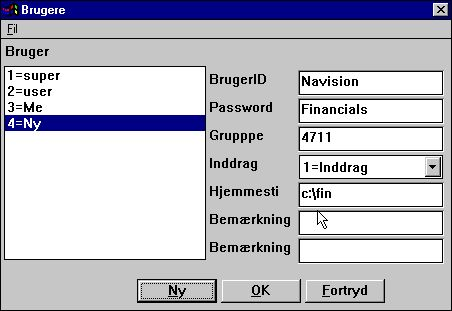 Brugere
Fil
Bruger
1=super
2=user
3=Me
4=Ny
BrugerID Navision
Password Financials
Grupppe 4711
Inddrag 1=Inddrag
Hjemmesti c:\fin
Bemærkning
Bemærkning
Ny OK Fortryd